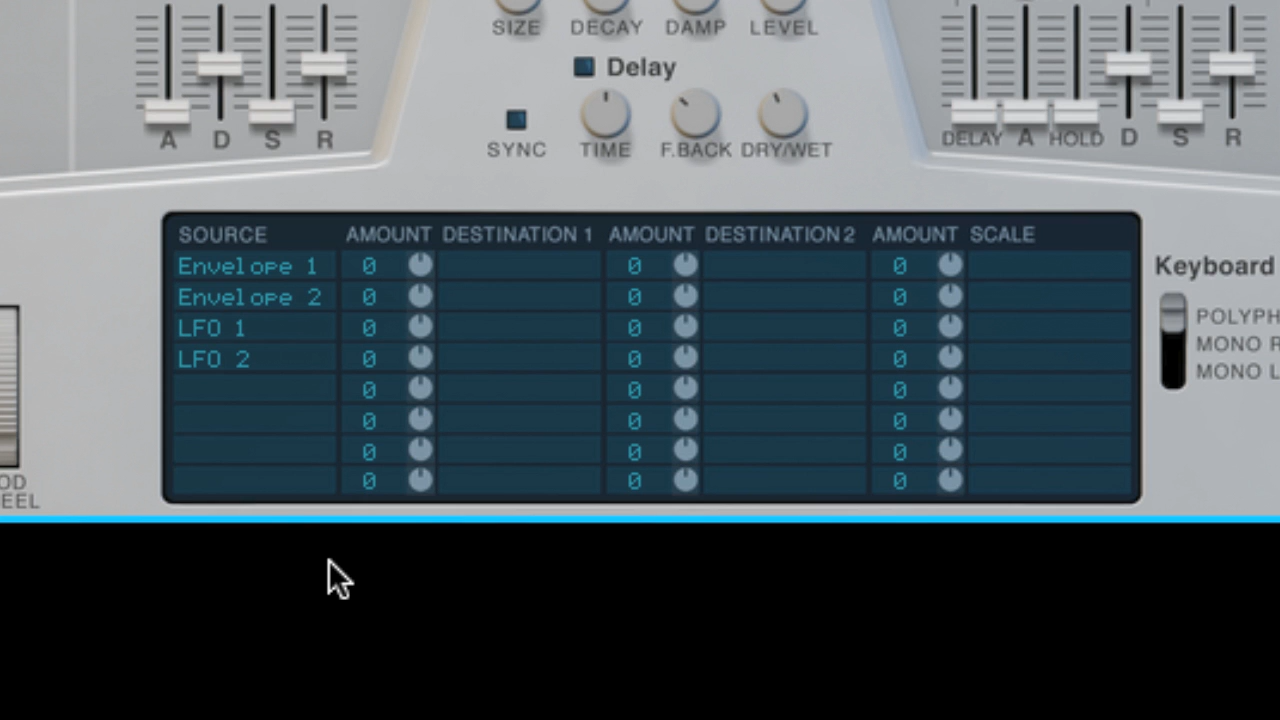 SIZE DECAY DAMP LEVEL
Delay
A D S R
SYNC TIME F.BACK DRY/WET
DELAY A HOLD D S R
SOURCE AMOUNT DESTINATION 1 AMOUNT DESTINATION 2 AMOUNT SCALE
Envelope 1 0 0 0
Envelope 2 0 0 0
LFO 1 0 0 0
LFO 2 0 0 0
0 0 0
0 0 0
0 0 0
0 0 0
Keyboard
POLYPH
MONO R
MONO L
OD
EEL